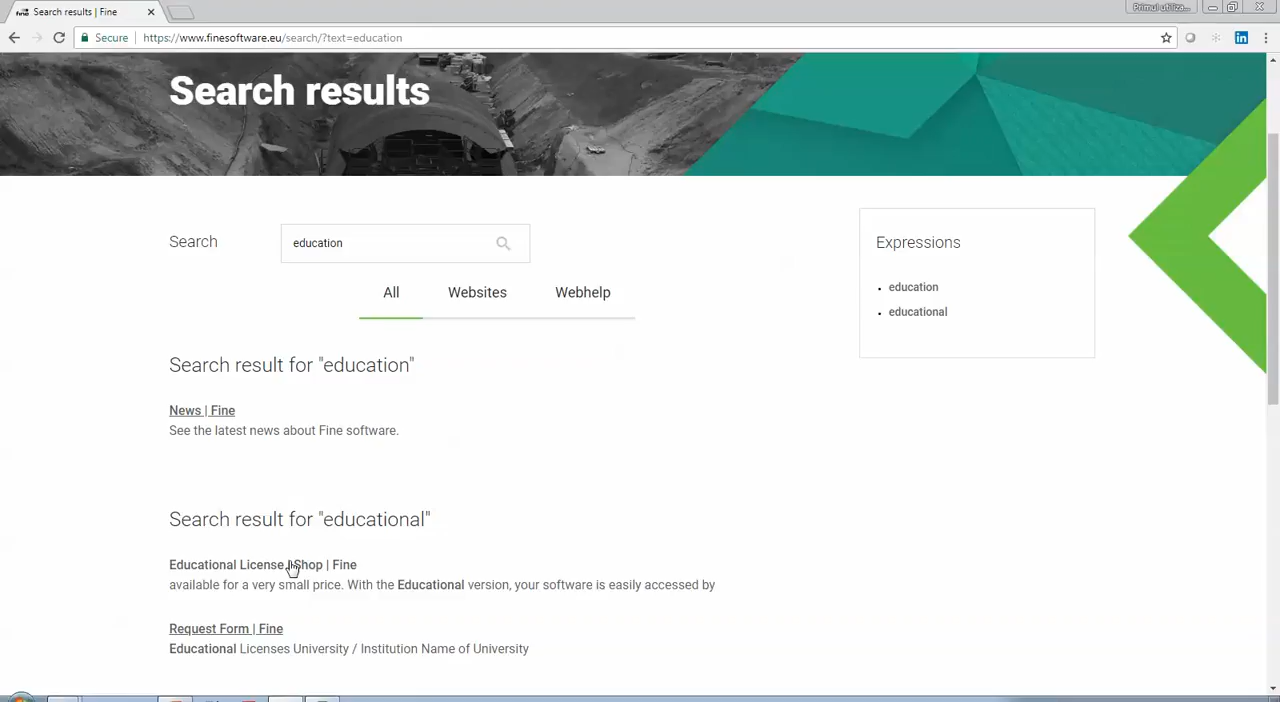 Search results | Fine
Primul utiliza...
Secure
https://www.finesoftware.eu/search/?text=education
Search results
Search
education
All
Websites
Webhelp
Expressions
education
educational
Search result for "education"
News | Fine
See the latest news about Fine software.
Search result for "educational"
Educational License | Shop | Fine
available for a very small price. With the Educational version, your software is easily accessed by
Request Form | Fine
Educational Licenses University / Institution Name of University